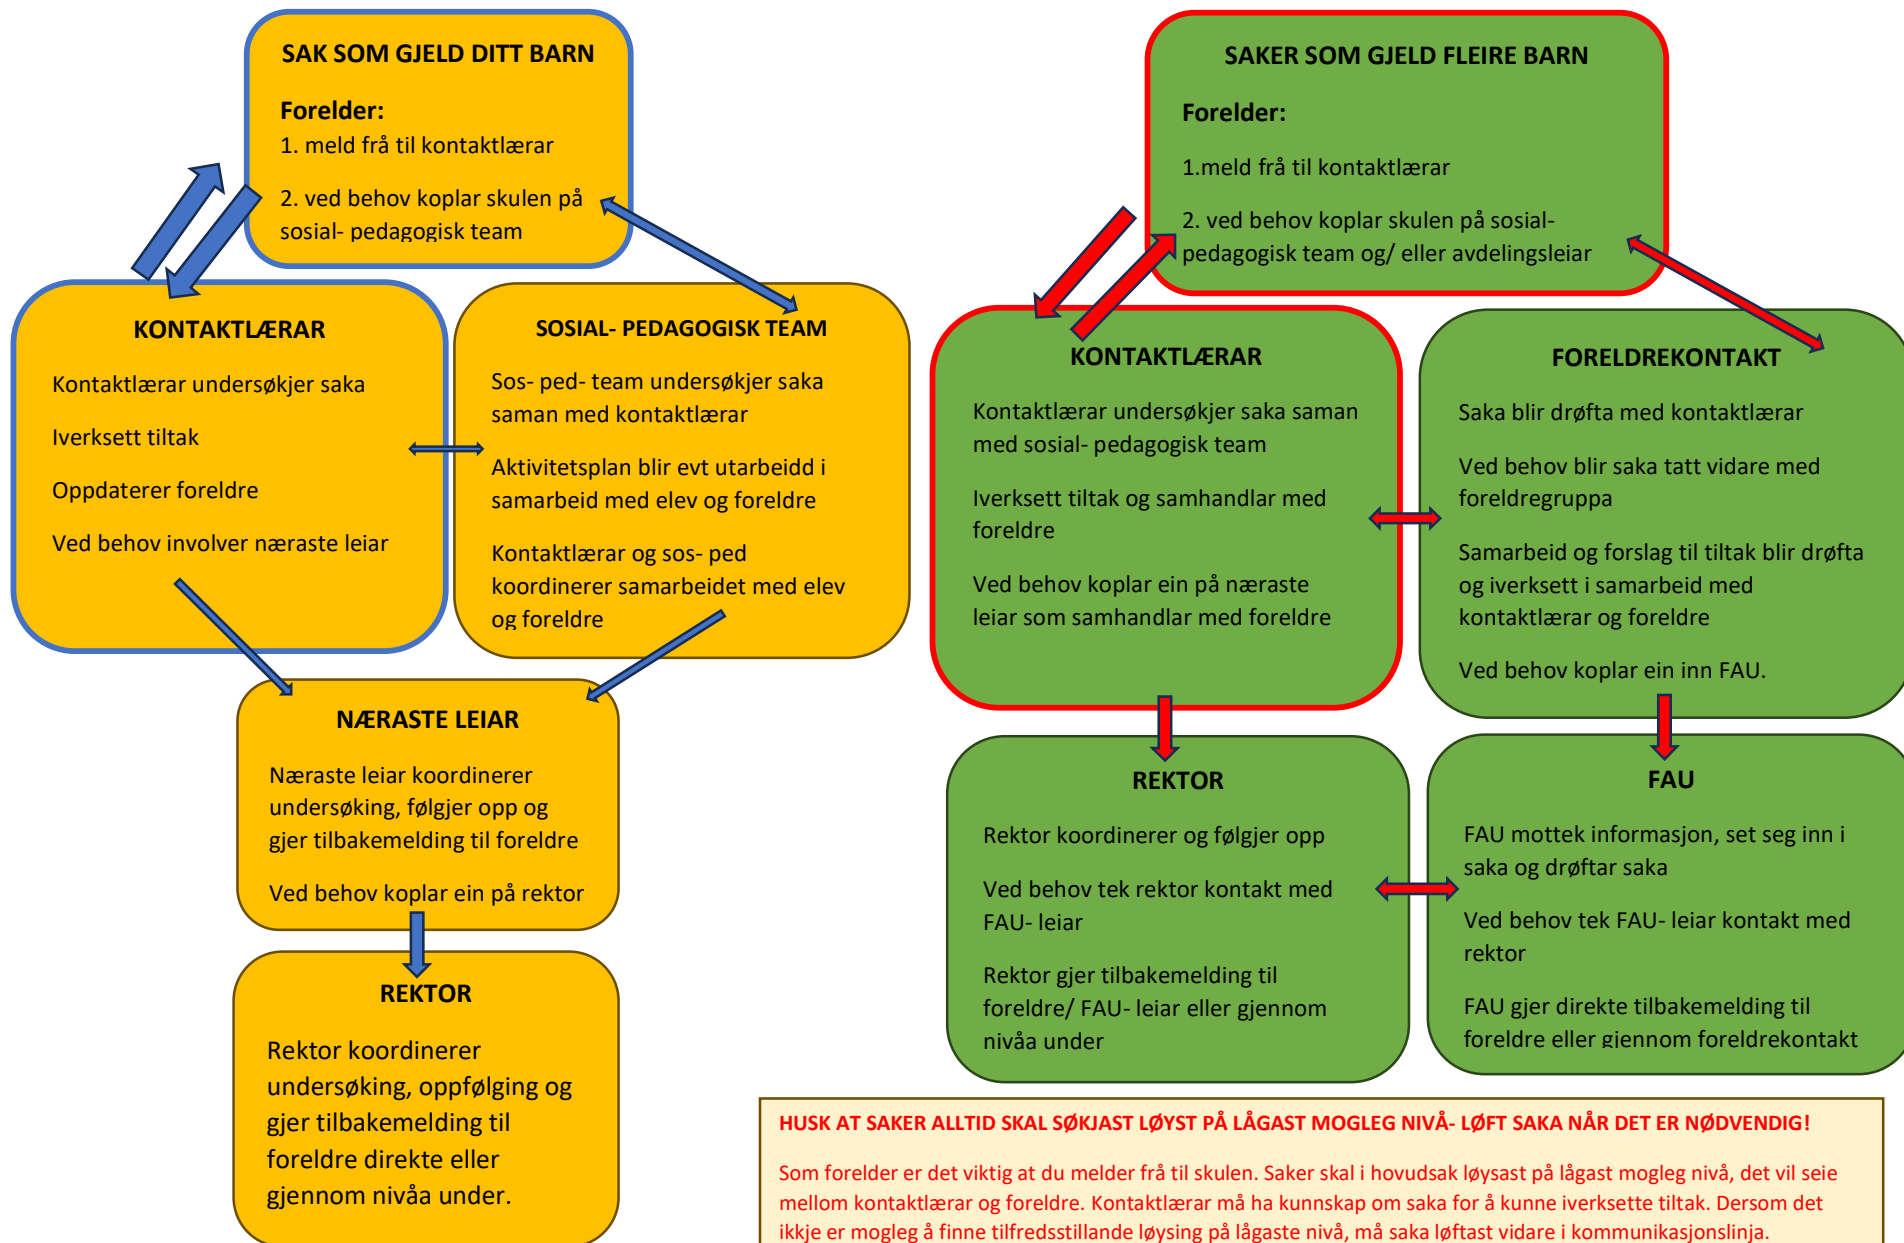 SAK SOM GJELD DITT BARN
Forelder:
1. meld frå til kontaktlærar
2. ved behov koplar skulen på
sosial- pedagogisk team
KONTAKTLÆRAR
Kontaktlærar undersøkjer saka
Iverksett tiltak
Oppdaterer foreldre
Ved behov involver næraste leiar
SOSIAL- PEDAGOGISK TEAM
Sos- ped- team undersøkjer saka
saman med kontaktlærar
Aktivitetsplan blir evt utarbeidd i
samarbeid med elev og foreldre
Kontaktlærar og sos- ped
koordinerer samarbeidet med elev
og foreldre
NÆRASTE LEIAR
Næraste leiar koordinerer
undersøking, følgjer opp og
gjer tilbakemelding til foreldre
Ved behov koplar ein på rektor
REKTOR
Rektor koordinerer
undersøking, oppfølging og
gjer tilbakemelding til
foreldre direkte eller
gjennom nivåa under.
SAKER SOM GJELD FLEIRE BARN
Forelder:
1.meld frå til kontaktlærar
2. ved behov koplar skulen på sosial-
pedagogisk team og/ eller avdelingsleiar
KONTAKTLÆRAR
Kontaktlærar undersøkjer saka saman
med sosial- pedagogisk team
Iverksett tiltak og samhandlar med
foreldre
Ved behov koplar ein på næraste
leiar som samhandlar med foreldre
FORELDREKONTAKT
Saka blir drøfta med kontaktlærar
Ved behov blir saka tatt vidare med
foreldregruppa
Samarbeid og forslag til tiltak blir drøfta
og iverksett i samarbeid med
kontaktlærar og foreldre
Ved behov koplar ein inn FAU.
REKTOR
Rektor koordinerer og følgjer opp
Ved behov tek rektor kontakt med
FAU- leiar
Rektor gjer tilbakemelding til
foreldre/ FAU- leiar eller gjennom
nivåa under
FAU
FAU mottek informasjon, set seg inn i
saka og drøftar saka
Ved behov tek FAU- leiar kontakt med
rektor
FAU gjer direkte tilbakemelding til
foreldre eller gjennom foreldrekontakt
HUSK AT SAKER ALLTID SKAL SØKJAST LØYST PÅ LÅGAST MOGLEG NIVÅ- LØFT SAKA NÅR DET ER NØDVENDIG!
Som forelder er det viktig at du melder frå til skulen. Saker skal i hovudsak løysast på lågast mogleg nivå, det vil seie
mellom kontaktlærar og foreldre. Kontaktlærar må ha kunnskap om saka for å kunne iverksette tiltak. Dersom det
ikkje er mogleg å finne tilfredsstillande løysing på lågaste nivå, må saka løftast vidare i kommunikasjonslinja.